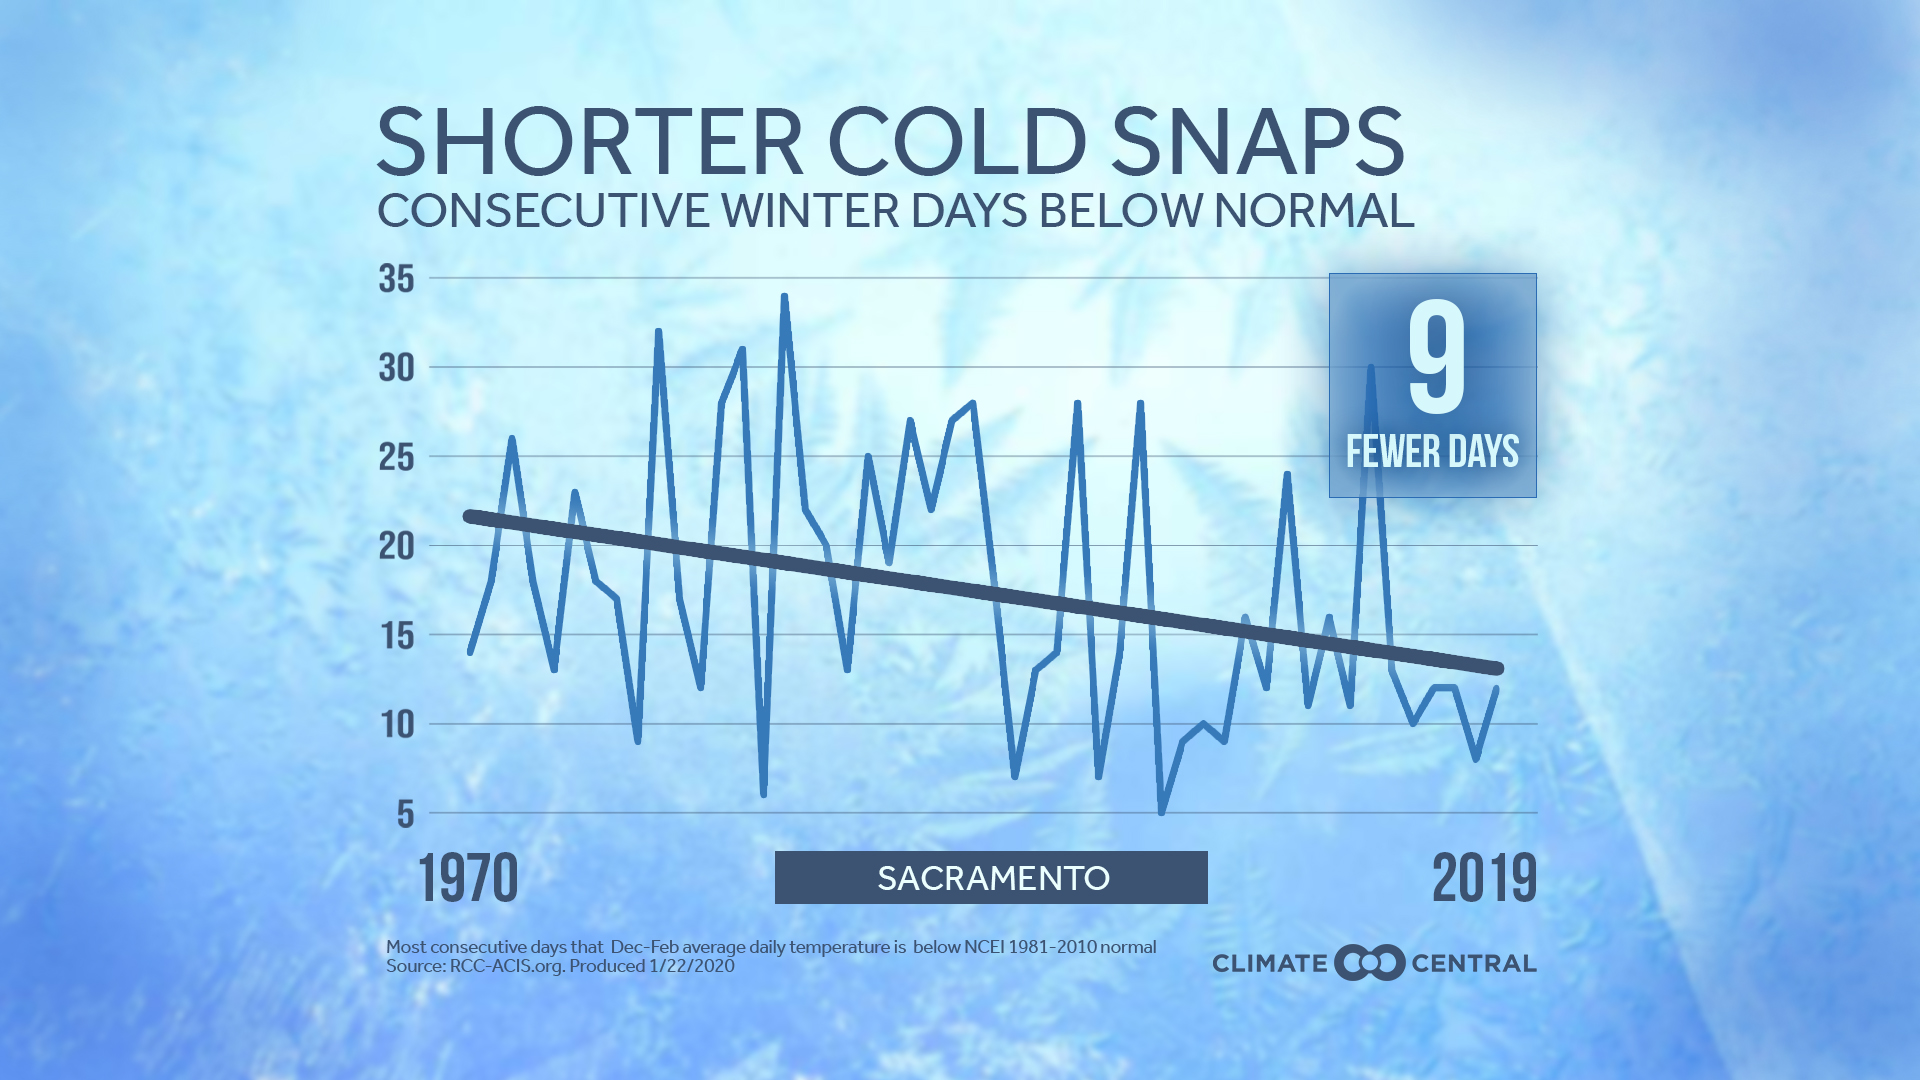 SHORTER COLD SNAPS
CONSECUTIVE WINTER DAYS BELOW NORMAL
35
30
25
20
15
10
5
9
FEWER DAYS
1970
SACRAMENTO
2019
Most consecutive days that Dec-Feb average daily temperature is below NCEI 1981-2010 normal
Source: RCC-ACIS.org. Produced 1/22/2020
CLIMATE CENTRAL